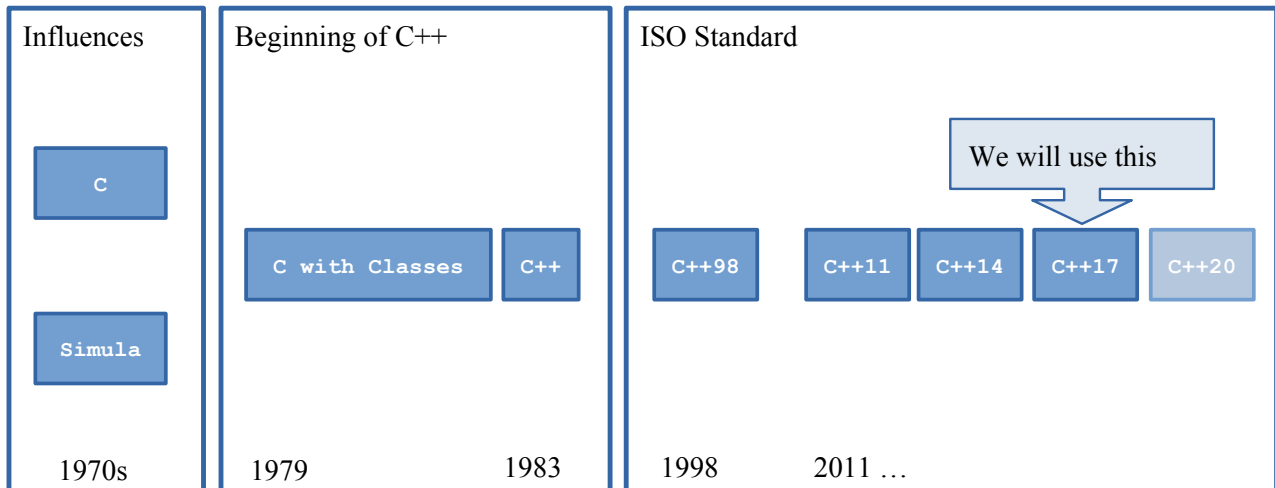 Influences
C
Simula
1970s
Beginning of C++
C with Classes
C++
1979
1983
ISO Standard
We will use this
C++98
C++11
C++14
C++17
C++20
1998
2011 …